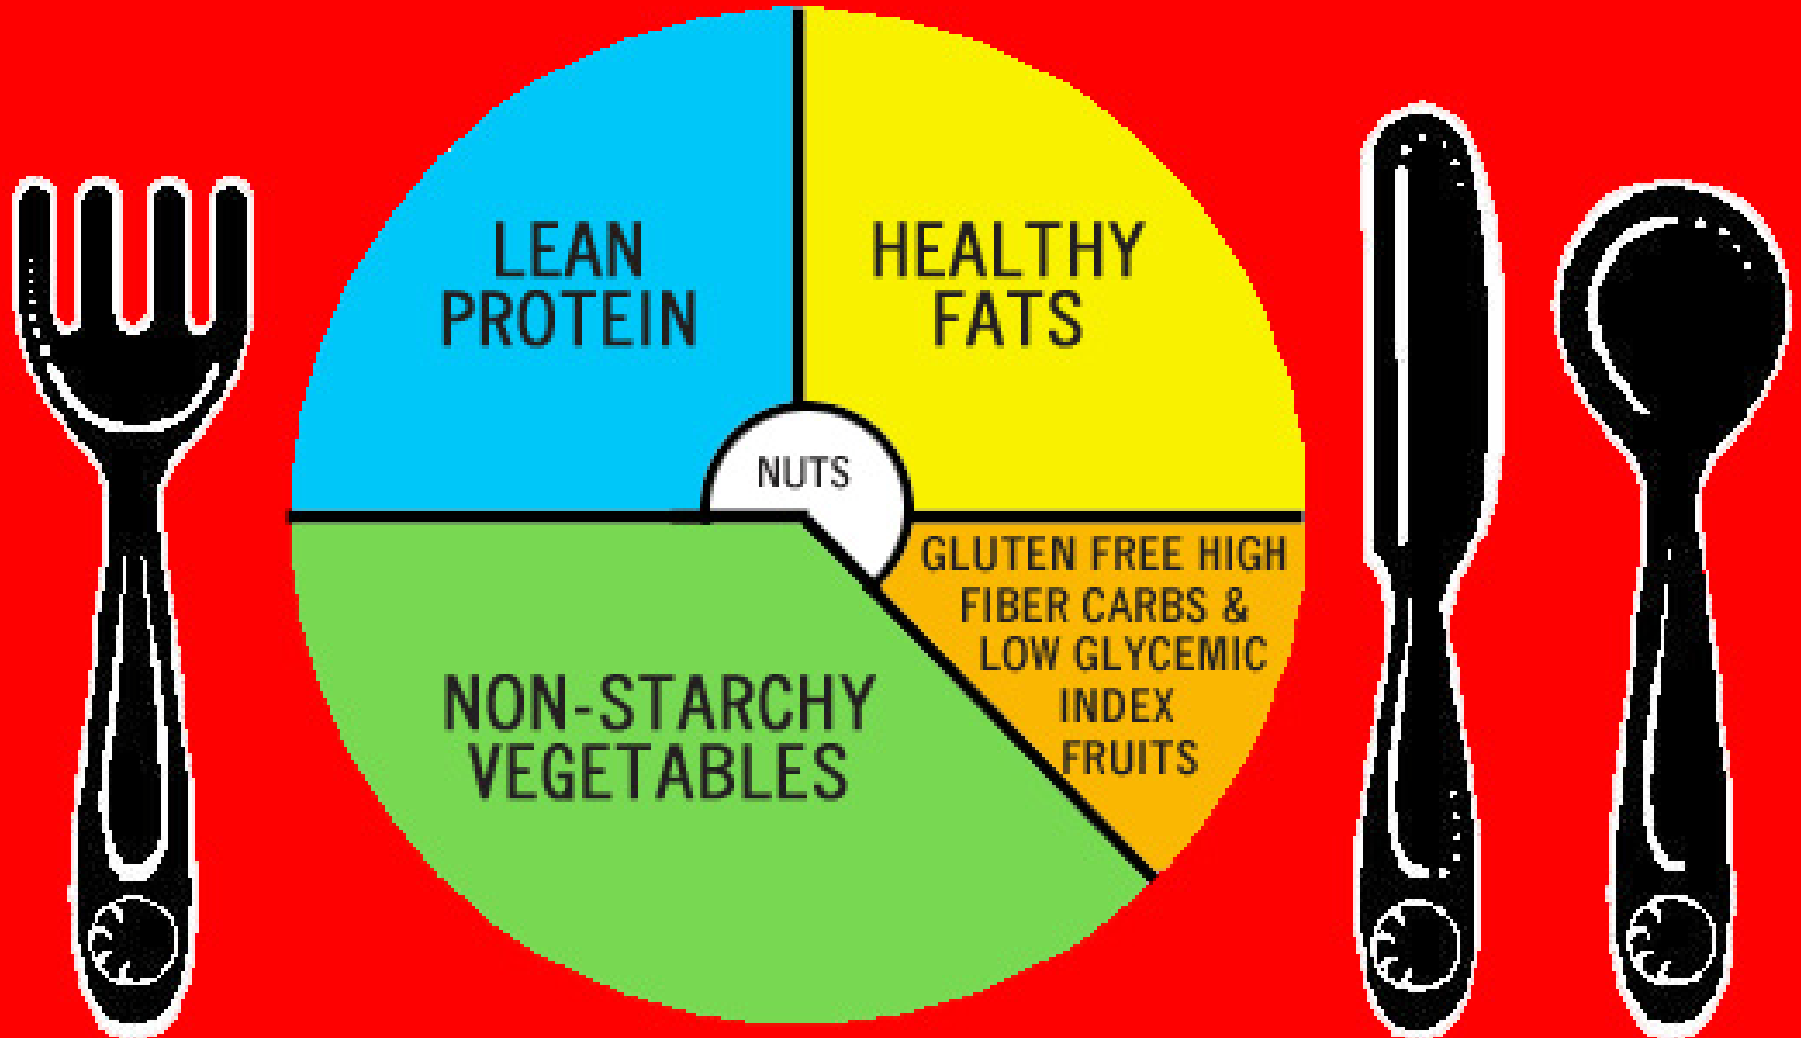 LEAN
PROTEIN
HEALTHY
FATS
NUTS
GLUTEN FREE HIGH
FIBER CARBS &
LOW GLYCEMIC
INDEX
FRUITS
NON-STARCHY
VEGETABLES